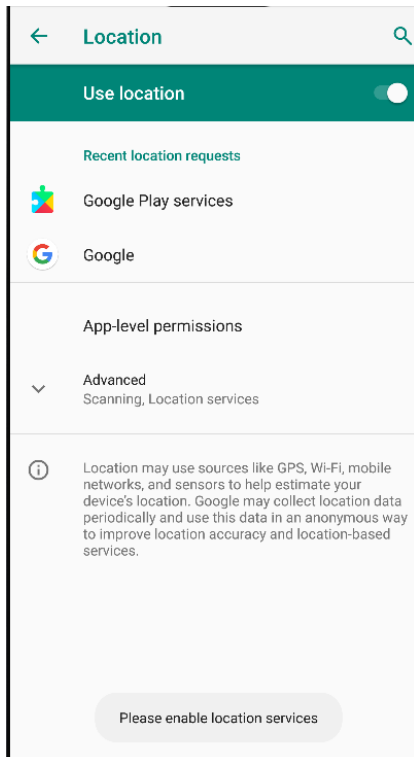 Location
Use location
Recent location requests
Google Play services
Google
App-level permissions
Advanced
Scanning, Location services
Location may use sources like GPS, Wi-Fi, mobile
networks, and sensors to help estimate your
device's location. Google may collect location data
periodically and use this data in an anonymous way
to improve location accuracy and location-based
services.
Please enable location services